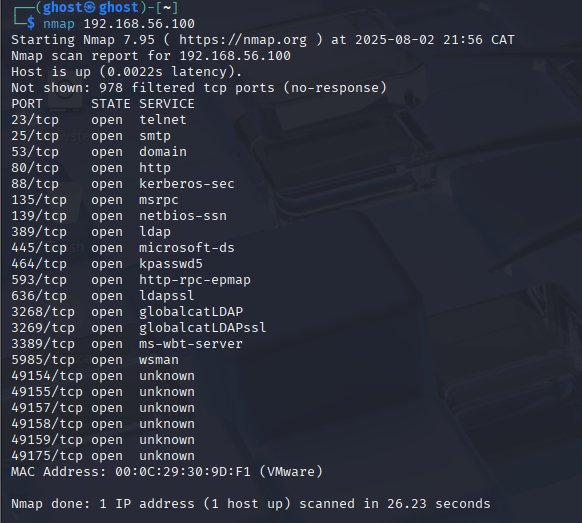 ┌──(ghost㉿ghost)-[~]
└─$ nmap 192.168.56.100
Starting Nmap 7.95 ( https://nmap.org ) at 2025-08-02 21:56 CAT
Nmap scan report for 192.168.56.100
Host is up (0.0022s latency).
Not shown: 978 filtered tcp ports (no-response)
PORT      STATE SERVICE
23/tcp    open  telnet
25/tcp    open  smtp
53/tcp    open  domain
80/tcp    open  http
88/tcp    open  kerberos-sec
135/tcp   open  msrpc
139/tcp   open  netbios-ssn
389/tcp   open  ldap
445/tcp   open  microsoft-ds
464/tcp   open  kpasswd5
593/tcp   open  http-rpc-epmap
636/tcp   open  ldapssl
3268/tcp  open  globalcatLDAP
3269/tcp  open  globalcatLDAPssl
3389/tcp  open  ms-wbt-server
5985/tcp  open  wsman
49154/tcp open  unknown
49155/tcp open  unknown
49157/tcp open  unknown
49158/tcp open  unknown
49159/tcp open  unknown
49175/tcp open  unknown
MAC Address: 00:0C:29:30:9D:F1 (VMware)
Nmap done: 1 IP address (1 host up) scanned in 26.23 seconds